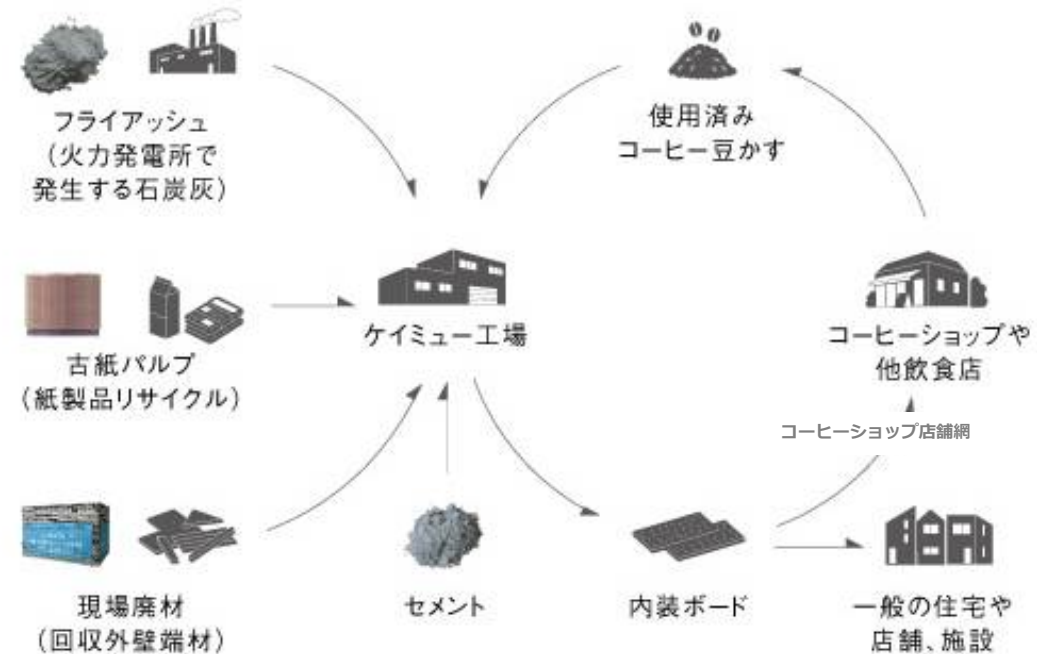 フライアッシュ
(火力発電所で
発生する石炭灰)
使用済み
コーヒー豆かす
古紙パルプ
(紙製品リサイクル)
ケイミュー工場
コーヒーショップや
他飲食店
コーヒーショップ店舗網
現場廃材
(回収外壁端材)
セメント
内装ボード
一般の住宅や
店舗、施設